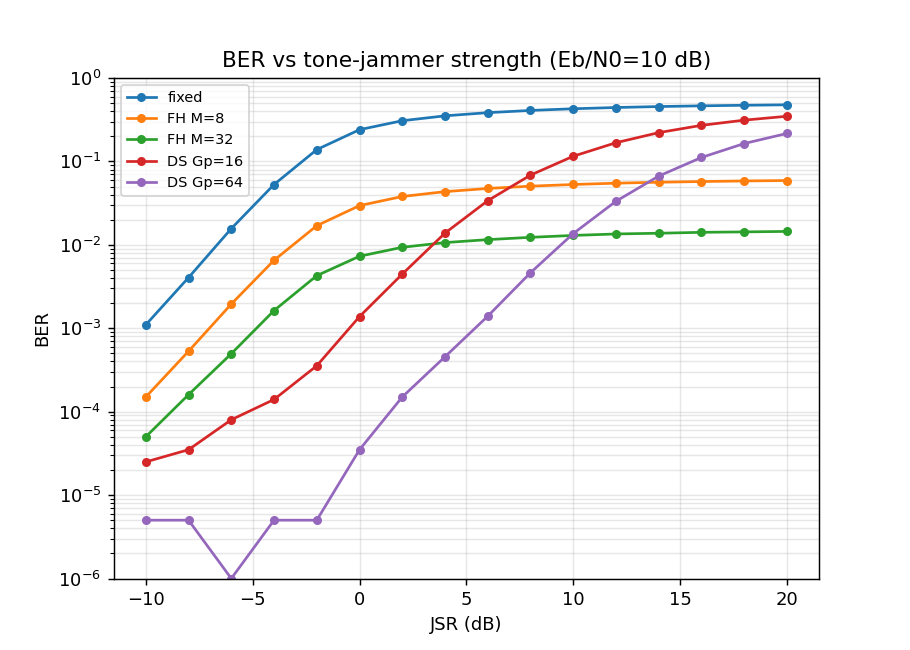 BER vs tone-jammer strength (Eb/N0=10 dB)
fixed
FH M=8
FH M=32
DS Gp=16
DS Gp=64
10⁰
10⁻¹
10⁻²
10⁻³
10⁻⁴
10⁻⁵
10⁻⁶
BER
−10
−5
0
5
10
15
20
JSR (dB)